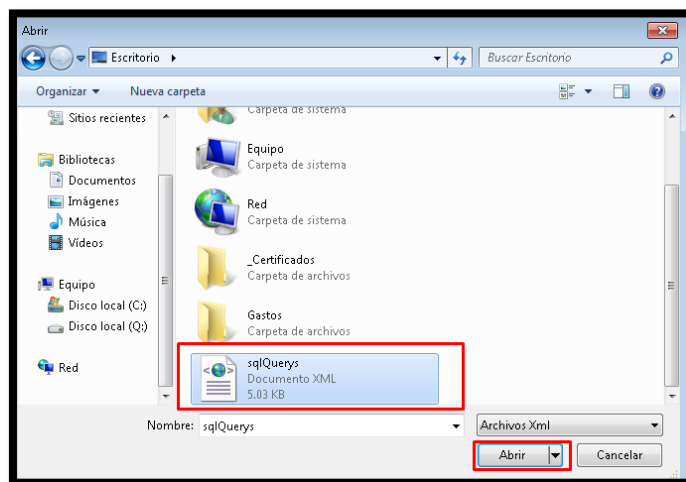 Abrir
Escritorio
Buscar Escritorio
Organizar
Nueva carpeta
Sitios recientes
Bibliotecas
Documentos
Imágenes
Música
Vídeos
Equipo
Disco local (C:)
Disco local (Q:)
Red
Carpeta de sistema
Equipo
Carpeta de sistema
Red
Carpeta de sistema
_Certificados
Carpeta de archivos
Gastos
Carpeta de archivos
sqlQuerys
Documento XML
5.03 KB
Nombre: sqlQuerys
Archivos Xml
Abrir
Cancelar